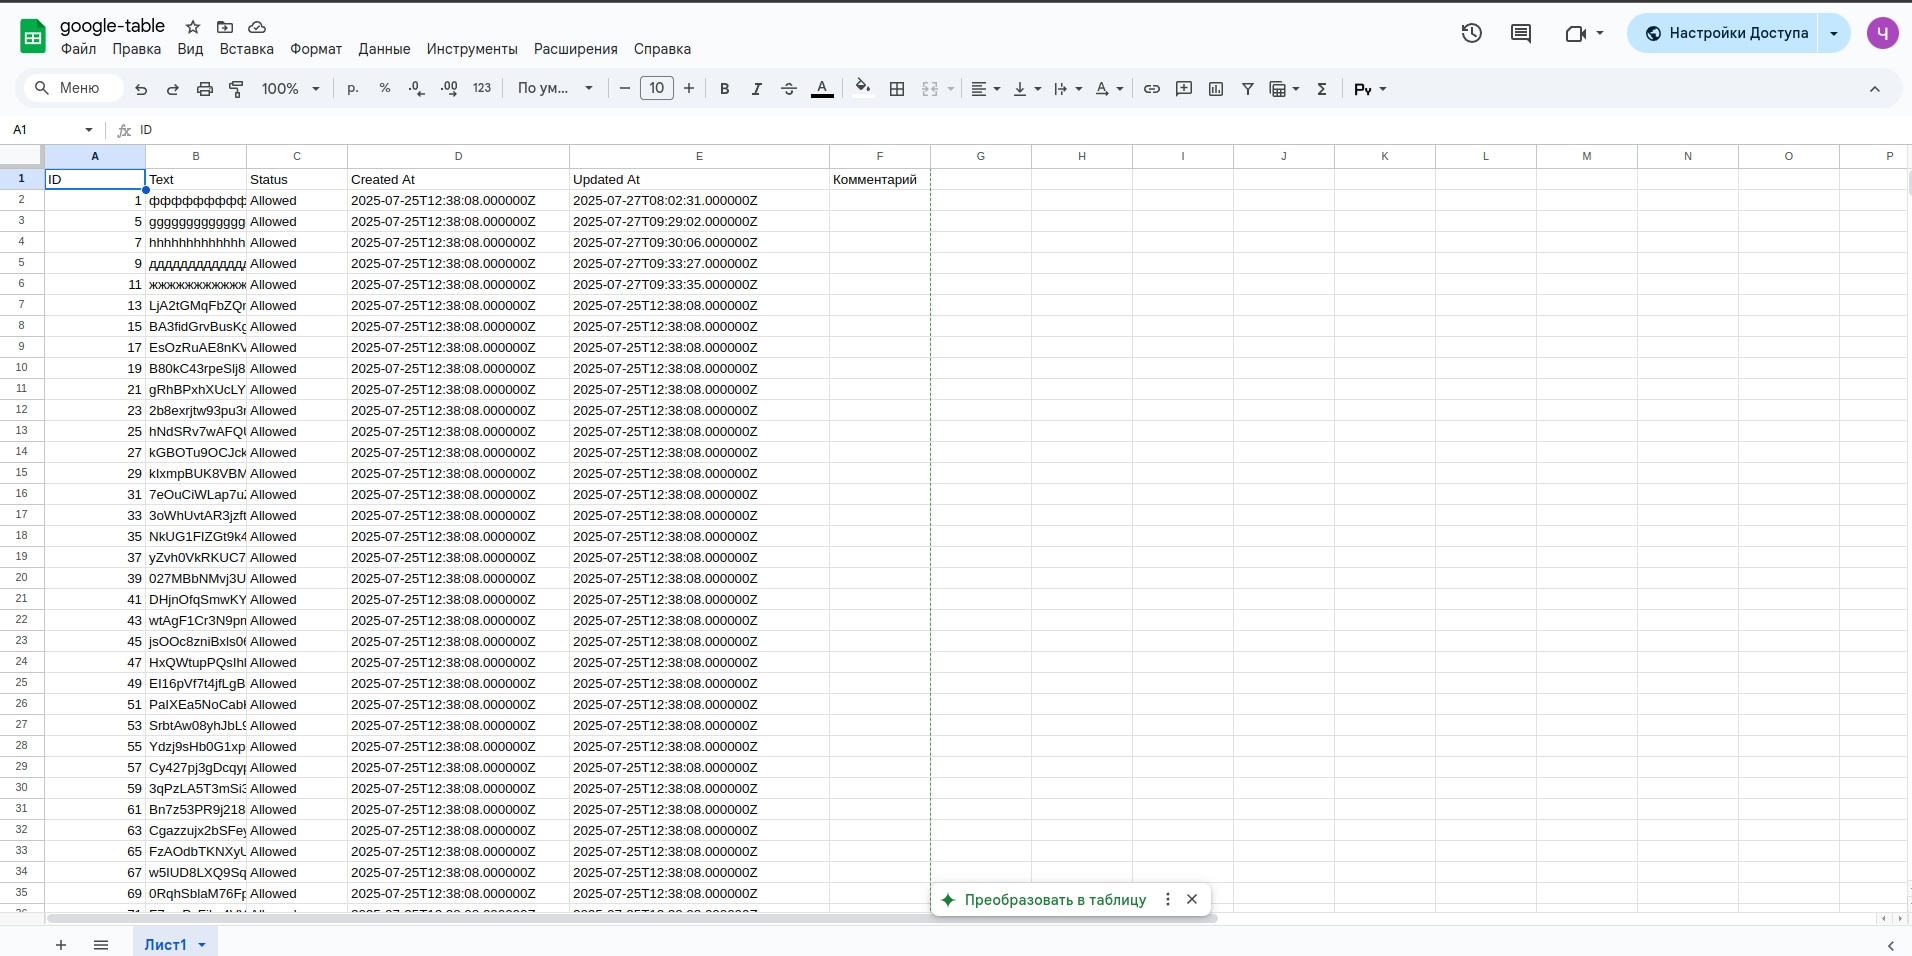 google-table
Файл Правка Вид Вставка Формат Данные Инструменты Расширения Справка
Настройки Доступа
Ч
Меню 100% р. % .0 .00 123 По ум... 10 B I A Σ Py
A1 fx ID
A B C D E F G H I J K L M N O P
1 ID Text Status Created At Updated At Комментарий
2 1 Allowed 2025-07-25T12:38:08.000000Z 2025-07-27T08:02:31.000000Z
3 5 Allowed 2025-07-25T12:38:08.000000Z 2025-07-27T09:29:02.000000Z
4 7 Allowed 2025-07-25T12:38:08.000000Z 2025-07-27T09:30:06.000000Z
5 9 Allowed 2025-07-25T12:38:08.000000Z 2025-07-27T09:33:27.000000Z
6 11 Allowed 2025-07-25T12:38:08.000000Z 2025-07-27T09:33:35.000000Z
7 13 Allowed 2025-07-25T12:38:08.000000Z 2025-07-25T12:38:08.000000Z
8 15 Allowed 2025-07-25T12:38:08.000000Z 2025-07-25T12:38:08.000000Z
9 17 Allowed 2025-07-25T12:38:08.000000Z 2025-07-25T12:38:08.000000Z
10 19 Allowed 2025-07-25T12:38:08.000000Z 2025-07-25T12:38:08.000000Z
11 21 gRhBPxhXUcLY Allowed 2025-07-25T12:38:08.000000Z 2025-07-25T12:38:08.000000Z
12 23 Allowed 2025-07-25T12:38:08.000000Z 2025-07-25T12:38:08.000000Z
13 25 Allowed 2025-07-25T12:38:08.000000Z 2025-07-25T12:38:08.000000Z
14 27 Allowed 2025-07-25T12:38:08.000000Z 2025-07-25T12:38:08.000000Z
15 29 Allowed 2025-07-25T12:38:08.000000Z 2025-07-25T12:38:08.000000Z
16 31 Allowed 2025-07-25T12:38:08.000000Z 2025-07-25T12:38:08.000000Z
17 33 Allowed 2025-07-25T12:38:08.000000Z 2025-07-25T12:38:08.000000Z
18 35 Allowed 2025-07-25T12:38:08.000000Z 2025-07-25T12:38:08.000000Z
19 37 yZvh0VkRKUC7 Allowed 2025-07-25T12:38:08.000000Z 2025-07-25T12:38:08.000000Z
20 39 027MBbNMvj3U Allowed 2025-07-25T12:38:08.000000Z 2025-07-25T12:38:08.000000Z
21 41 DHjnOfqSmwKY Allowed 2025-07-25T12:38:08.000000Z 2025-07-25T12:38:08.000000Z
22 43 Allowed 2025-07-25T12:38:08.000000Z 2025-07-25T12:38:08.000000Z
23 45 Allowed 2025-07-25T12:38:08.000000Z 2025-07-25T12:38:08.000000Z
24 47 Allowed 2025-07-25T12:38:08.000000Z 2025-07-25T12:38:08.000000Z
25 49 Allowed 2025-07-25T12:38:08.000000Z 2025-07-25T12:38:08.000000Z
26 51 Allowed 2025-07-25T12:38:08.000000Z 2025-07-25T12:38:08.000000Z
27 53 Allowed 2025-07-25T12:38:08.000000Z 2025-07-25T12:38:08.000000Z
28 55 Ydzj9sHb0G1xp Allowed 2025-07-25T12:38:08.000000Z 2025-07-25T12:38:08.000000Z
29 57 Allowed 2025-07-25T12:38:08.000000Z 2025-07-25T12:38:08.000000Z
30 59 Allowed 2025-07-25T12:38:08.000000Z 2025-07-25T12:38:08.000000Z
31 61 Bn7z53PR9j218 Allowed 2025-07-25T12:38:08.000000Z 2025-07-25T12:38:08.000000Z
32 63 Allowed 2025-07-25T12:38:08.000000Z 2025-07-25T12:38:08.000000Z
33 65 Allowed 2025-07-25T12:38:08.000000Z 2025-07-25T12:38:08.000000Z
34 67 Allowed 2025-07-25T12:38:08.000000Z 2025-07-25T12:38:08.000000Z
35 69 Allowed 2025-07-25T12:38:08.000000Z 2025-07-25T12:38:08.000000Z
Преобразовать в таблицу
Лист1